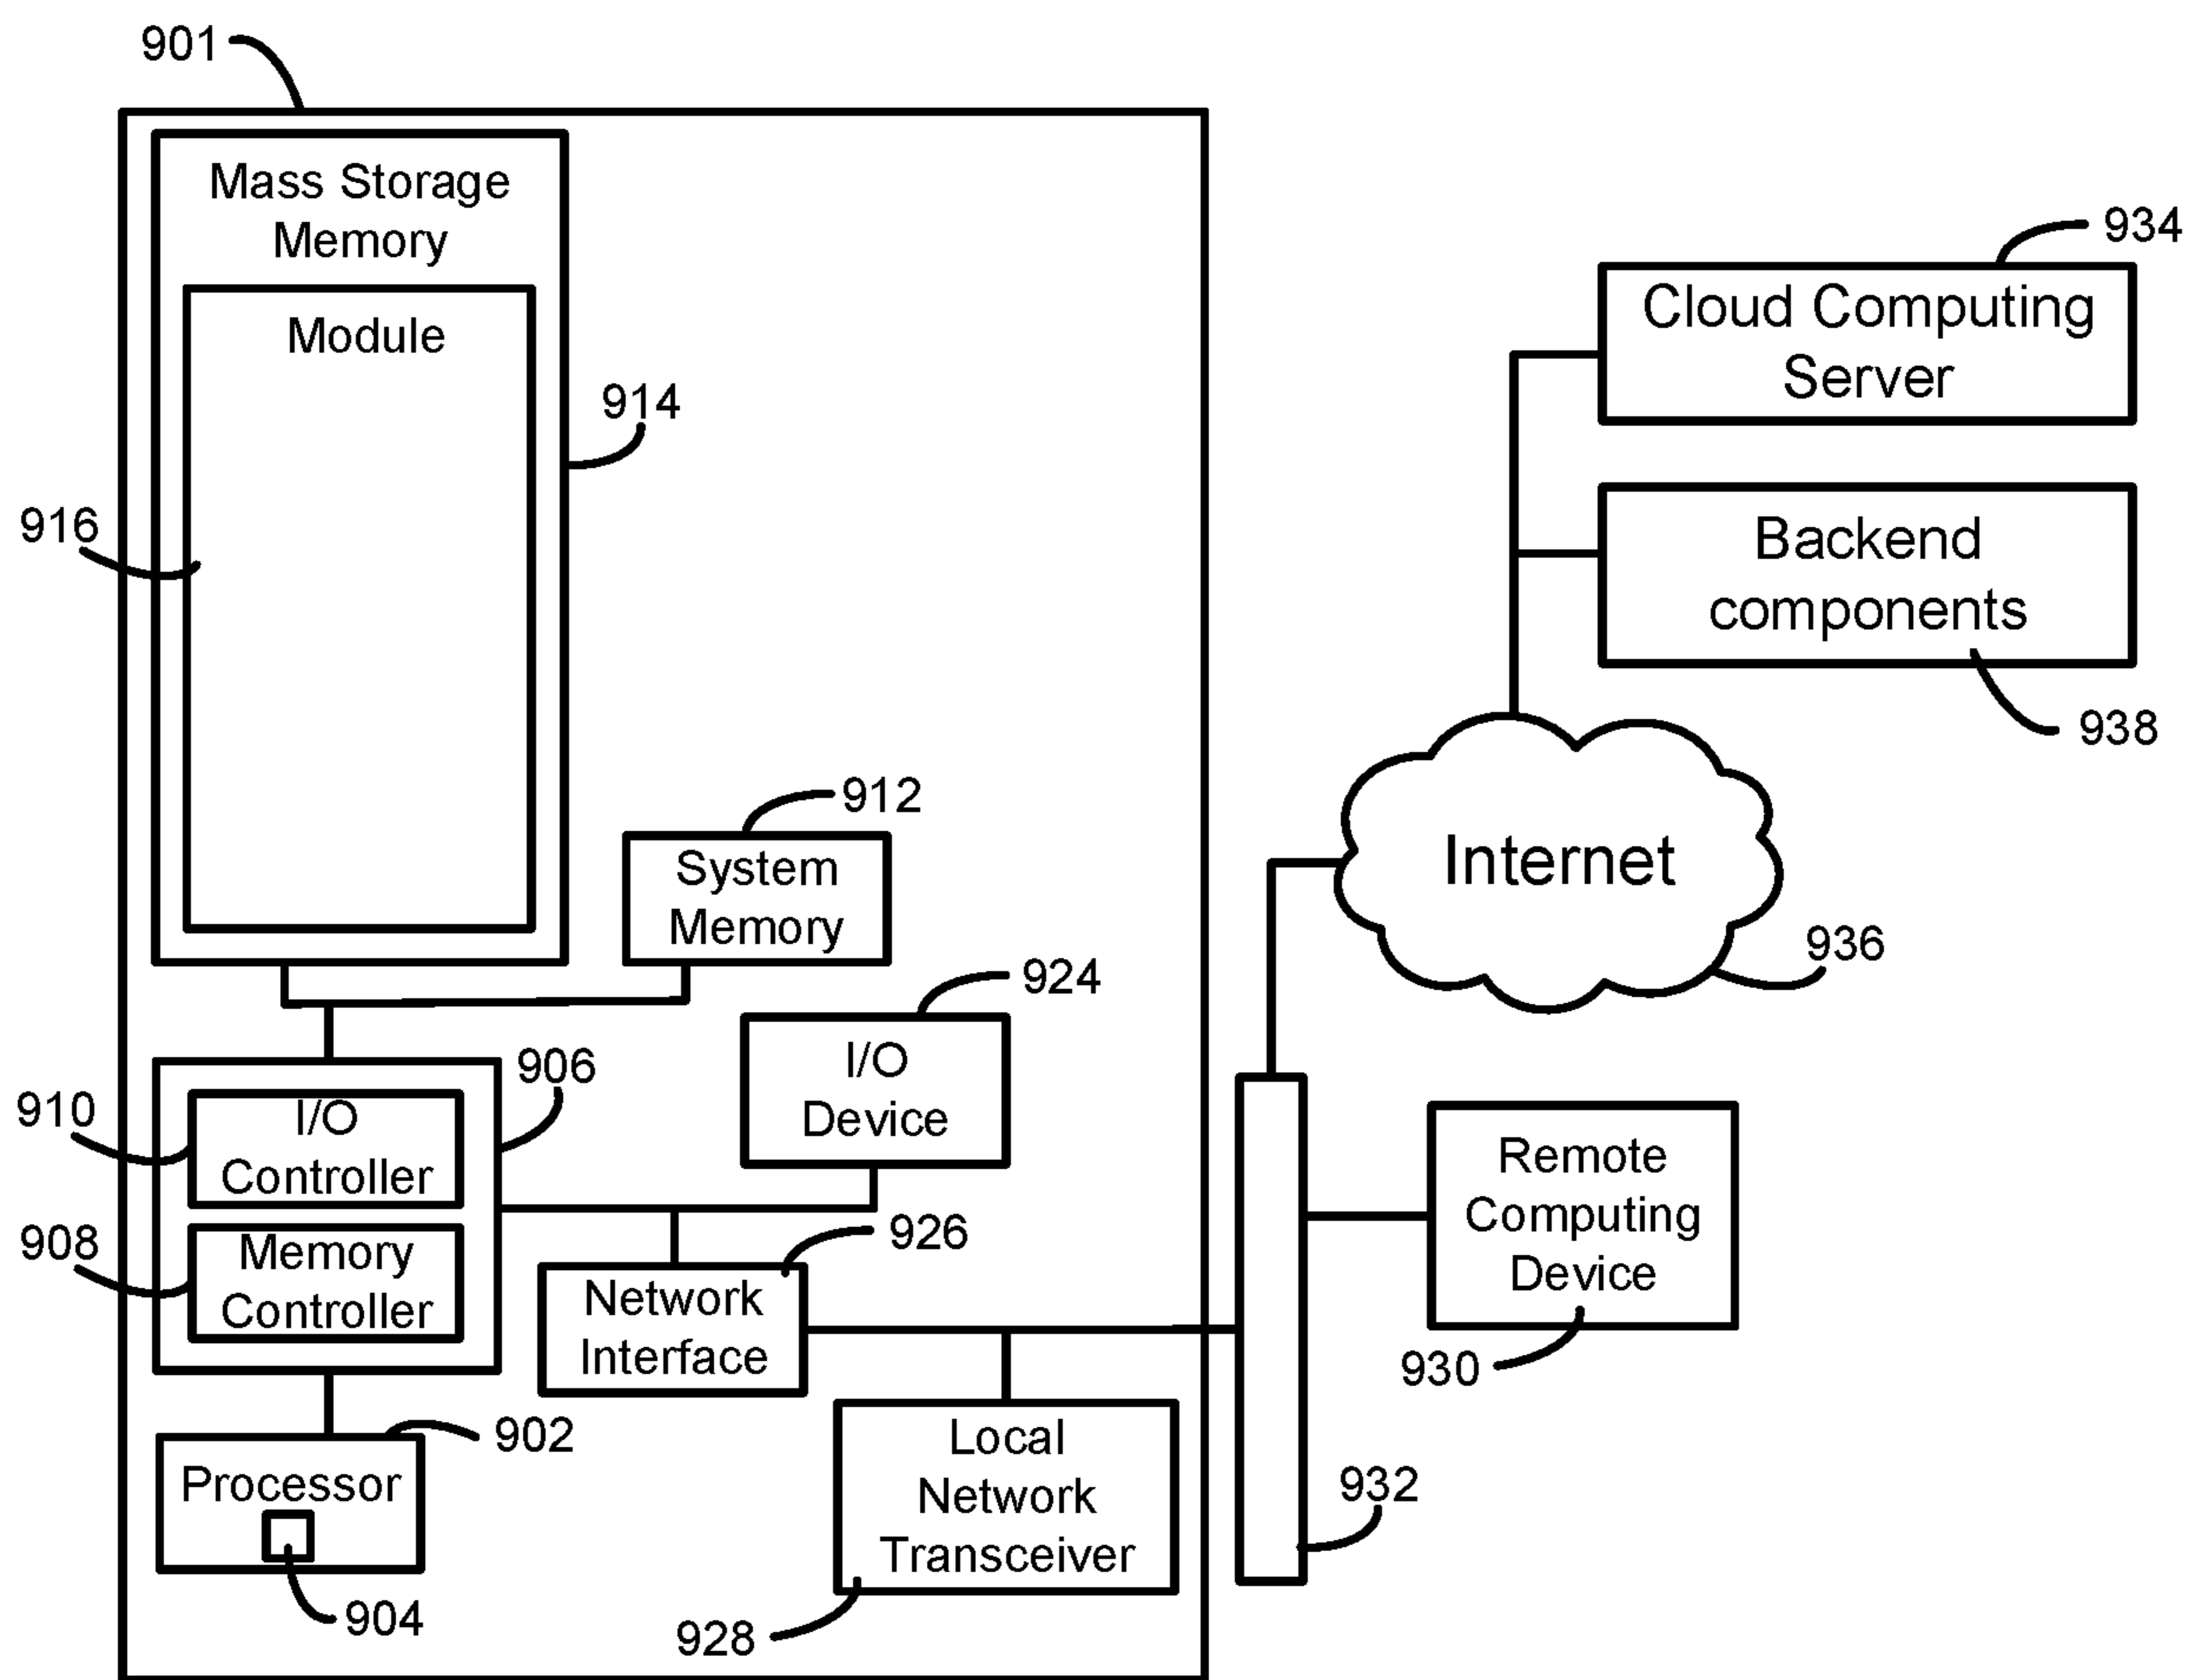 901
Mass Storage
Memory
Module
914
916
934
Cloud Computing
Server
Backend
components
938
912
System
Memory
Internet
936
924
I/O
Device
906
910
I/O
Controller
908
Memory
Controller
926
Network
Interface
Remote
Computing
Device
930
902
Processor
904
Local
Network
Transceiver
928
932